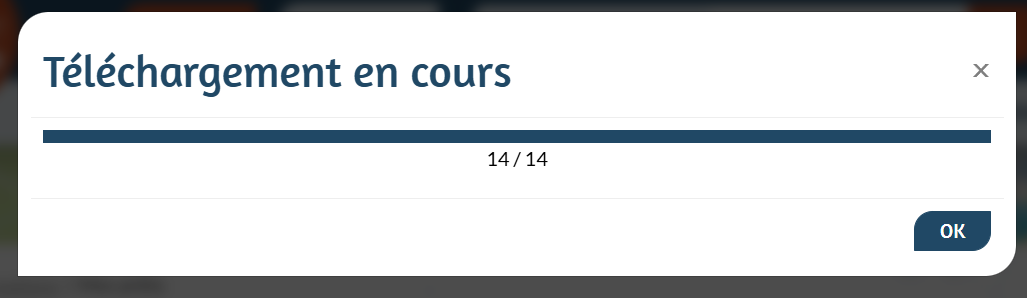 Téléchargement en cours
×
14 / 14
OK